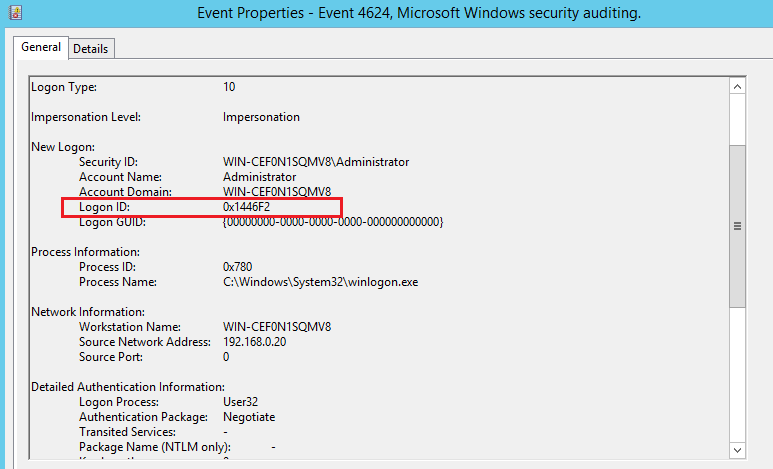 Event Properties - Event 4624, Microsoft Windows security auditing.
General Details
Logon Type: 10
Impersonation Level: Impersonation
New Logon:
Security ID: WIN-CEF0N1SQMV8\Administrator
Account Name: Administrator
Account Domain: WIN-CEF0N1SQMV8
Logon ID: 0x1446F2
Logon GUID: {00000000-0000-0000-0000-000000000000}
Process Information:
Process ID: 0x780
Process Name: C:\Windows\System32\winlogon.exe
Network Information:
Workstation Name: WIN-CEF0N1SQMV8
Source Network Address: 192.168.0.20
Source Port: 0
Detailed Authentication Information:
Logon Process: User32
Authentication Package: Negotiate
Transited Services: -
Package Name (NTLM only): -